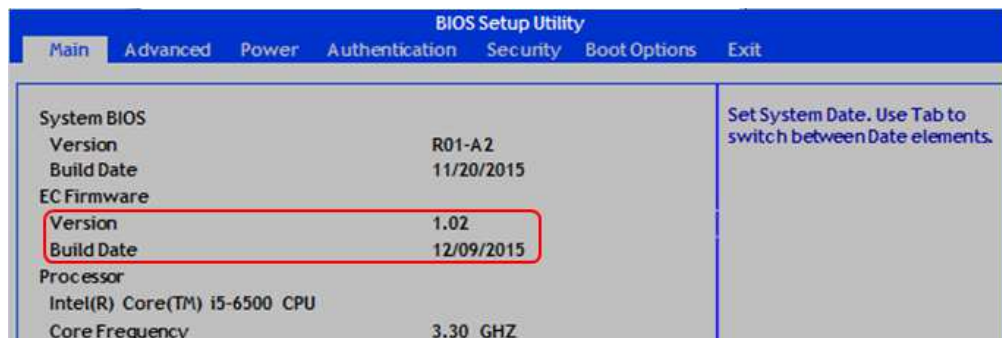 BIOS Setup Utility
Main Advanced Power Authentication Security Boot Options Exit
System BIOS
Version R01-A2
Build Date 11/20/2015
EC Firmware
Version 1.02
Build Date 12/09/2015
Processor
Intel(R) Core(TM) i5-6500 CPU
Core Frequency 3.30 GHZ
Set System Date. Use Tab to
switch between Date elements.